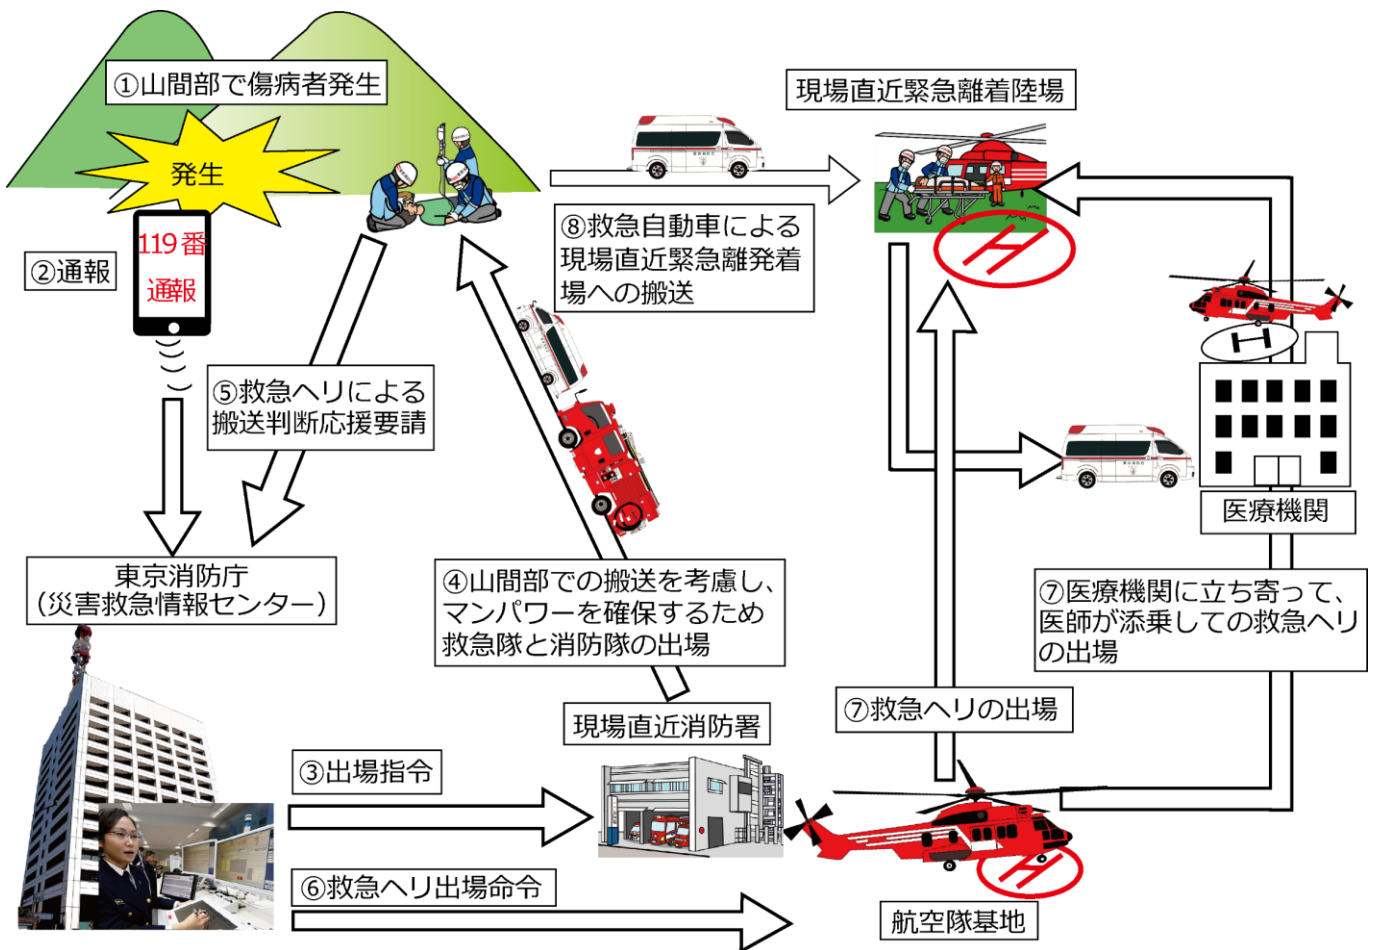 ①山間部で傷病者発生
発生
119番
通報
②通報
現場直近緊急離着陸場
⑧救急自動車による
現場直近緊急離発着
場への搬送
⑤救急ヘリによる
搬送判断応援要請
東京消防庁
（災害救急情報センター）
④山間部での搬送を考慮し、
マンパワーを確保するため
救急隊と消防隊の出場
医療機関
⑦医療機関に立ち寄って、
医師が添乗しての救急ヘリ
の出場
⑦救急ヘリの出場
現場直近消防署
③出場指令
⑥救急ヘリ出場命令
航空隊基地
H
H
H